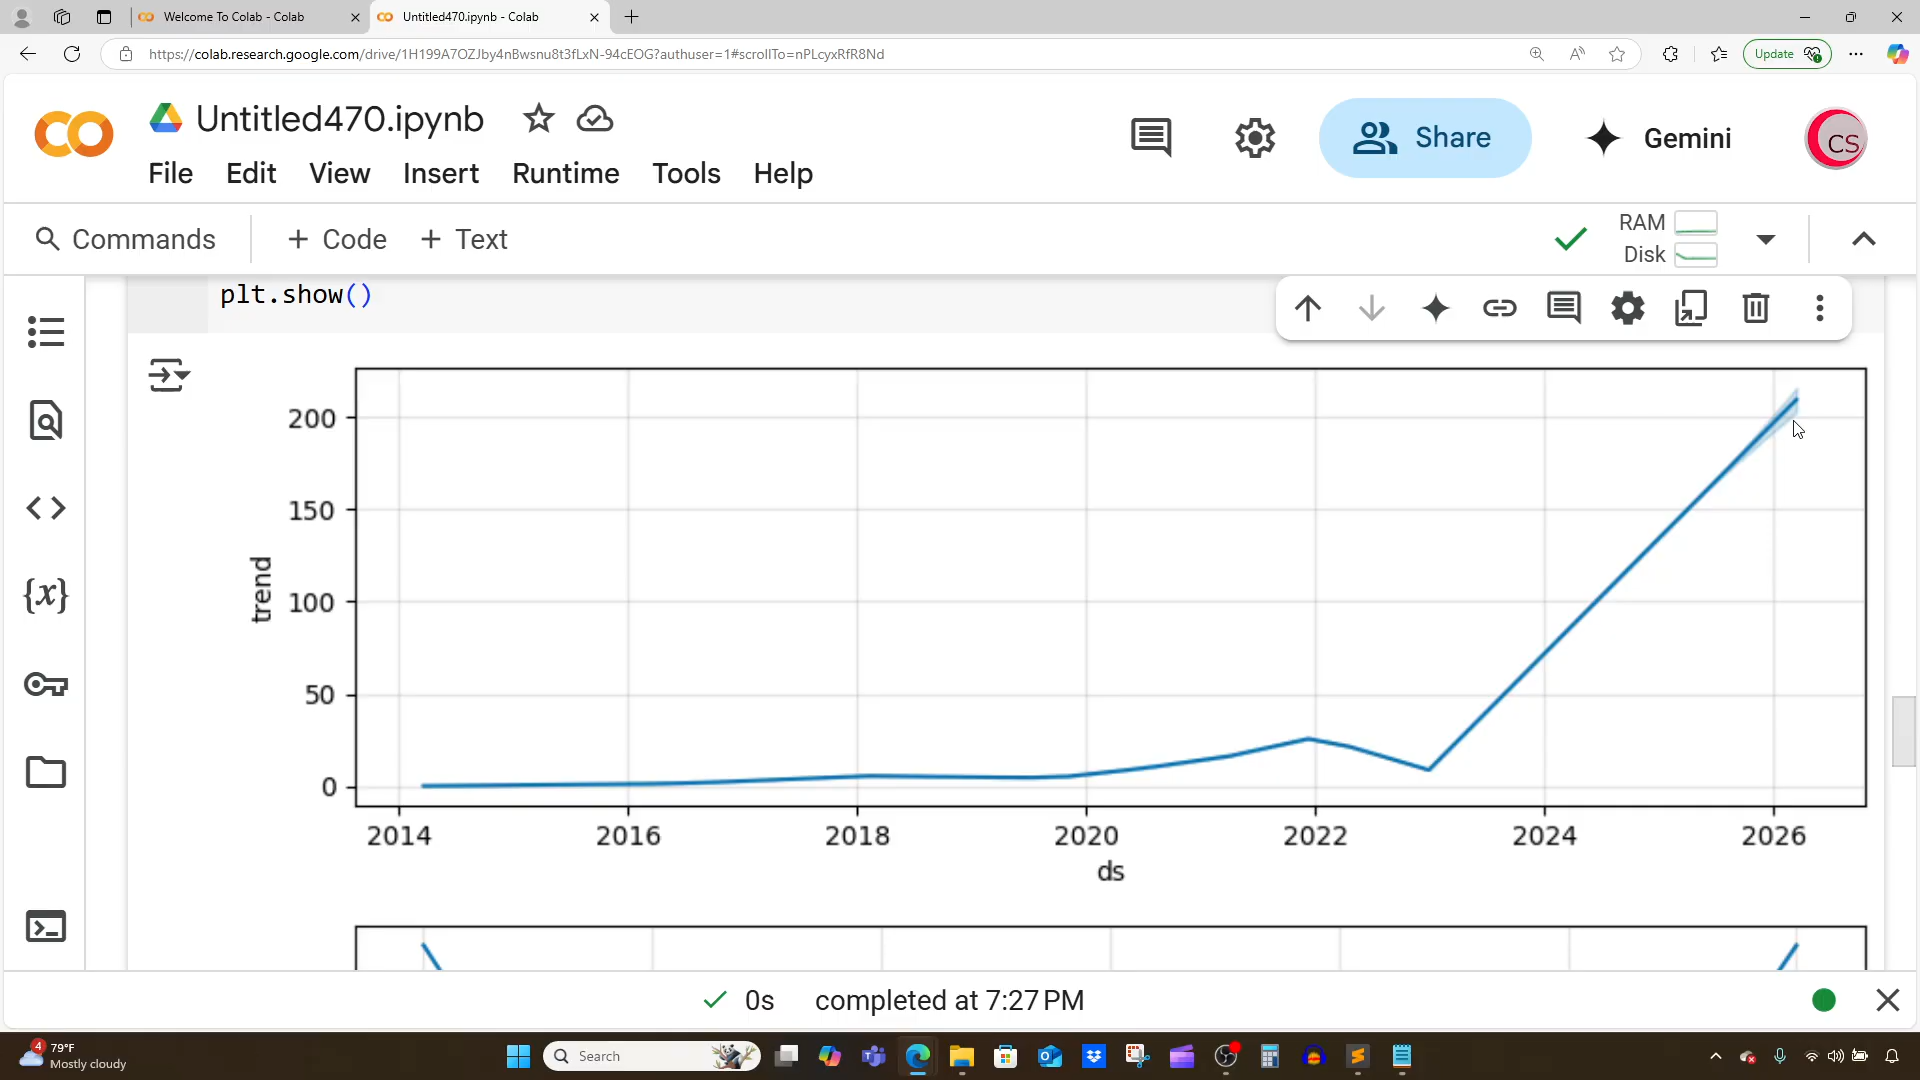 Welcome To Colab - Colab
Untitled470.ipynb - Colab
https://colab.research.google.com/drive/1H199A7OZJby4nBwsnu8t3fLxN-94cEOG?authuser=1#scrollTo=nPLcyxRfR8Nd
Update
Untitled470.ipynb
Share
Gemini
CS
File Edit View Insert Runtime Tools Help
Commands
+ Code + Text
RAM
Disk
plt.show()
{x}
200
150
100
50
0
trend
2014 2016 2018 2020 2022 2024 2026
ds
0s completed at 7:27 PM
4
79°F
Mostly cloudy
Search